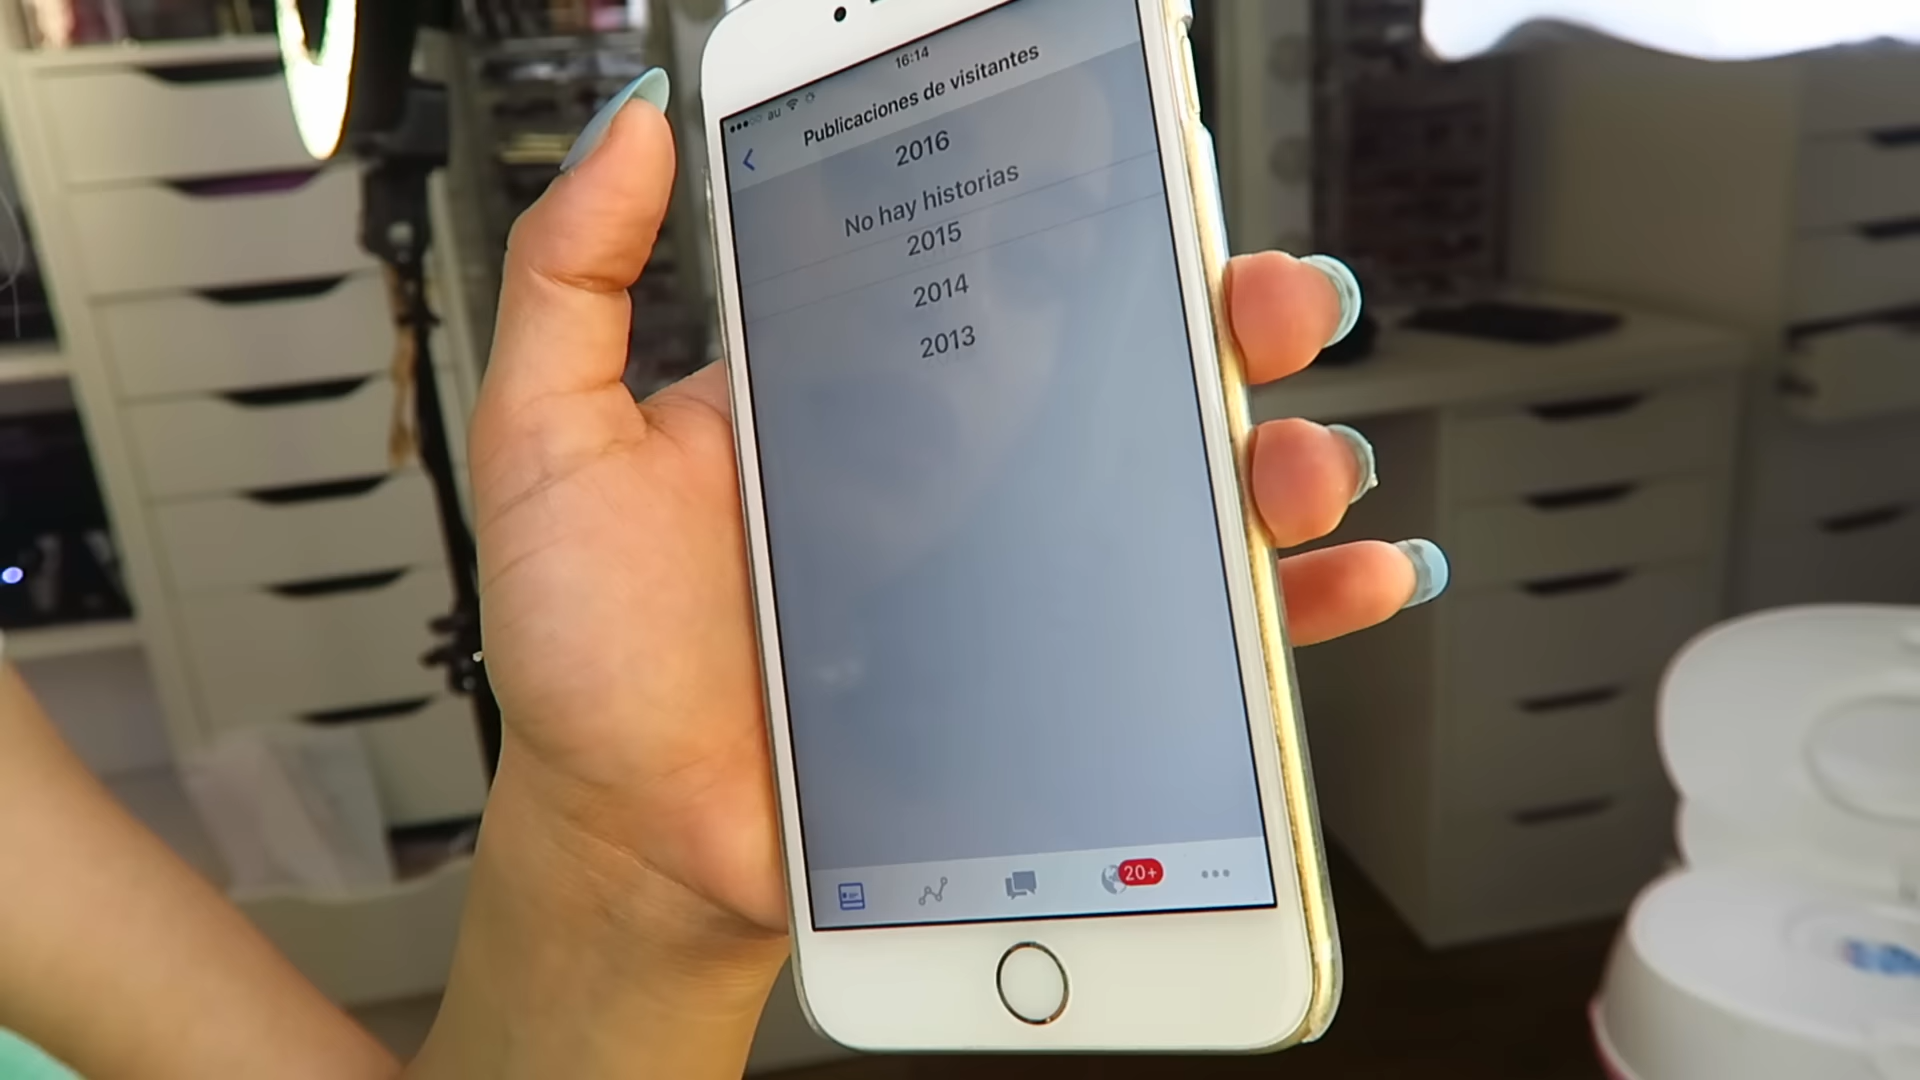 16:14
au
Publicaciones de visitantes
2016
No hay historias
2015
2014
2013
20+